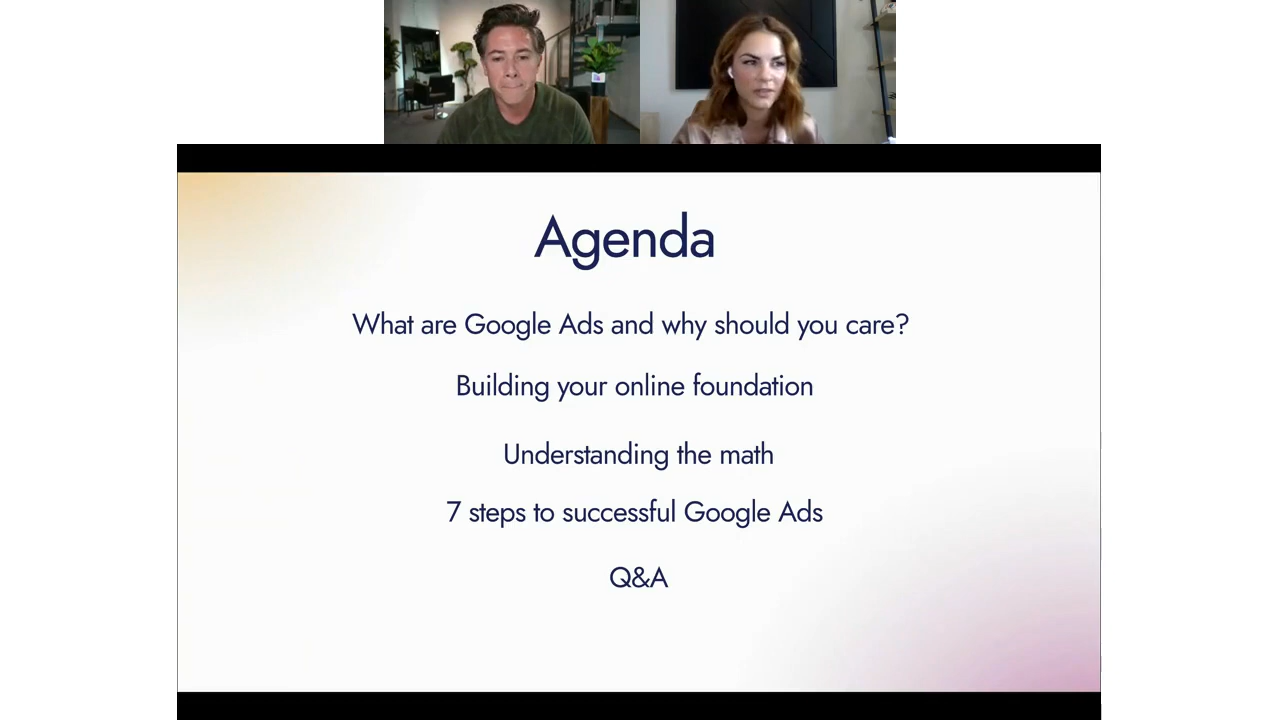 Agenda
What are Google Ads and why should you care?
Building your online foundation
Understanding the math
7 steps to successful Google Ads
Q&A